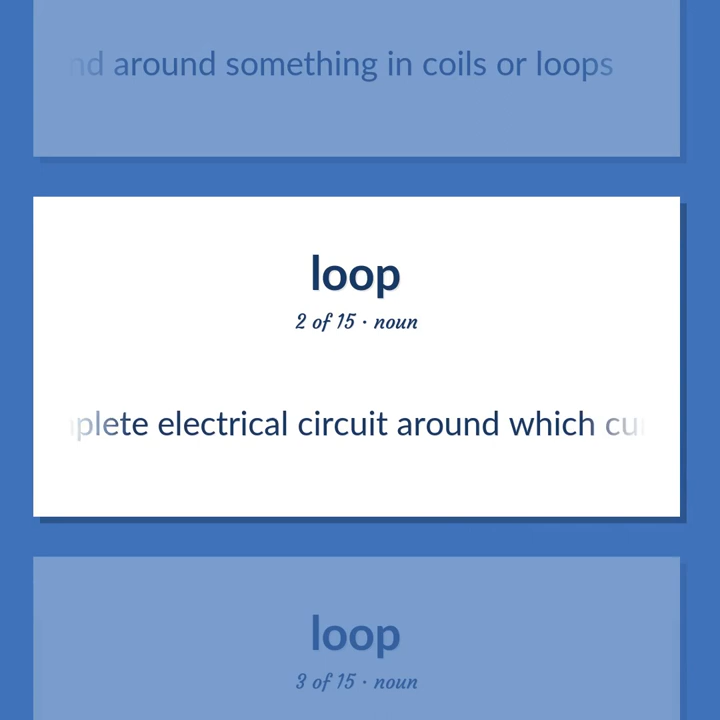 around something in coils or loops
loop
2 of 15 · noun
electrical circuit around which
loop
3 of 15 · noun